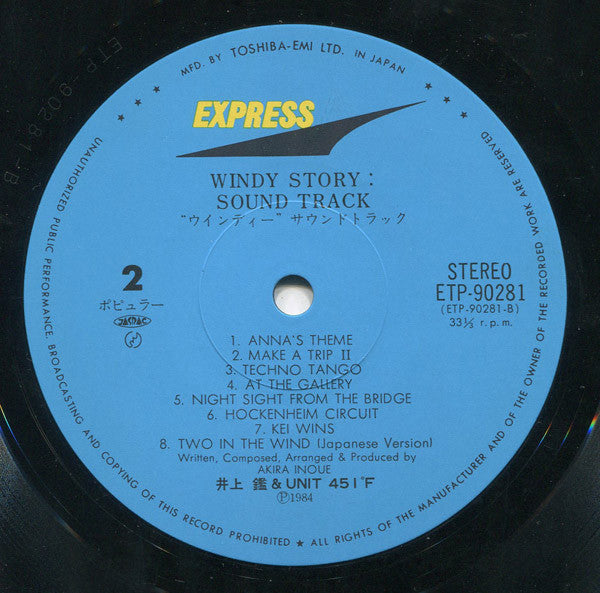 ★ ★ ★ MFD. BY TOSHIBA-EMI LTD. IN JAPAN ★ ★ ★
EXPRESS
WINDY STORY:
SOUND TRACK
“ウインディー” サウンドトラック
2
ポピュラー
JASRAC
STEREO
ETP-90281
(ETP-90281-B)
33⅓ r.p.m.
1. ANNA'S THEME
2. MAKE A TRIP II
3. TECHNO TANGO
4. AT THE GALLERY
5. NIGHT SIGHT FROM THE BRIDGE
6. HOCKENHEIM CIRCUIT
7. KEI WINS
8. TWO IN THE WIND (Japanese Version)
Written, Composed, Arranged & Produced by
AKIRA INOUE
井上 鑑 & UNIT 451°F
Ⓟ1984
UNAUTHORIZED PUBLIC PERFORMANCE, BROADCASTING AND COPYING OF THIS RECORD PROHIBITED ★ ALL RIGHTS OF THE MANUFACTURER AND OF THE OWNER OF THE RECORDED WORK ARE RESERVED
ETP-90281-B